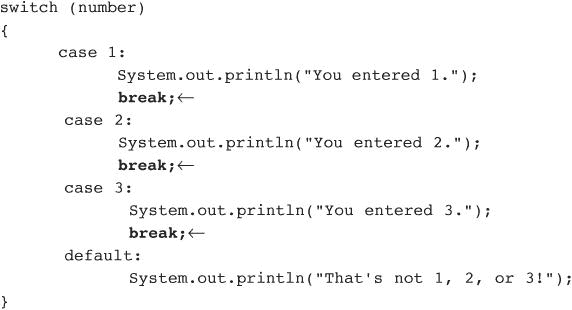 switch (number)
{
case 1:
System.out.println("You entered 1.");
break;←
case 2:
System.out.println("You entered 2.");
break;←
case 3:
System.out.println("You entered 3.");
break;←
default:
System.out.println("That's not 1, 2, or 3!");
}